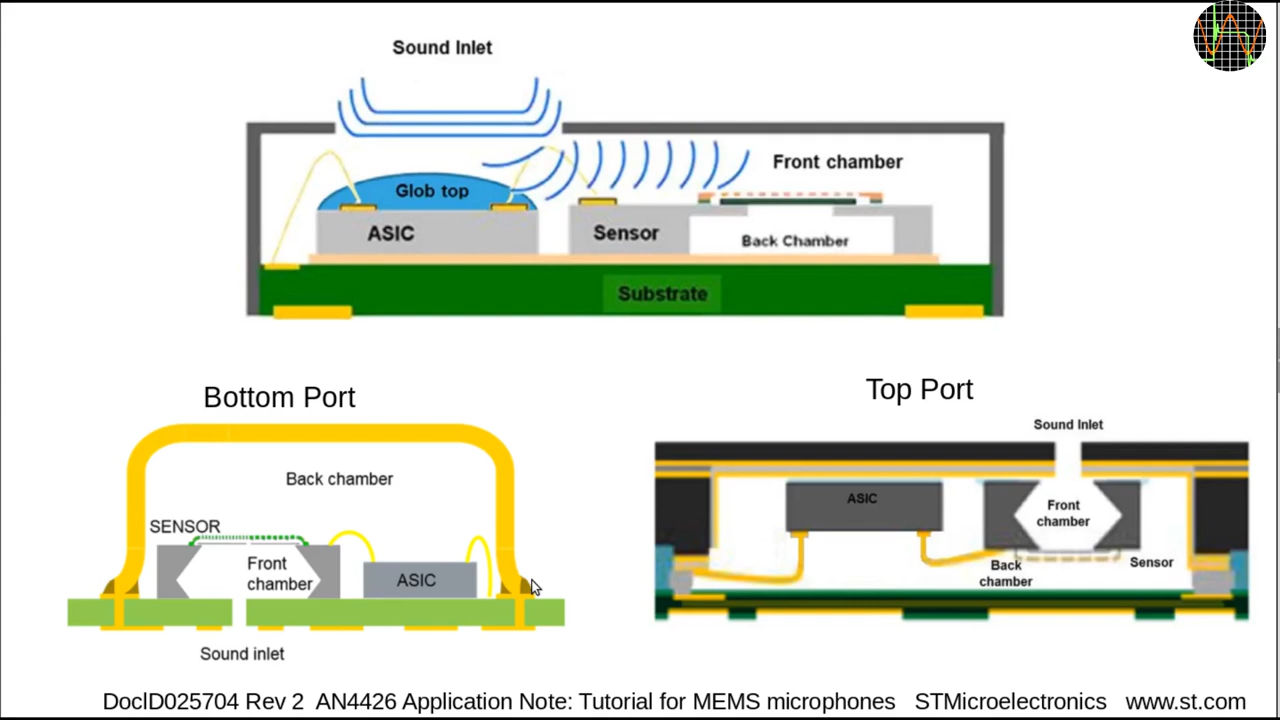 Sound Inlet
Front chamber
Glob top
ASIC
Sensor
Back Chamber
Substrate
Bottom Port
Back chamber
SENSOR
Front
chamber
ASIC
Sound inlet
Top Port
Sound Inlet
ASIC
Front
chamber
Back
chamber
Sensor
DocID025704 Rev 2 AN4426 Application Note: Tutorial for MEMS microphones STMicroelectronics www.st.com